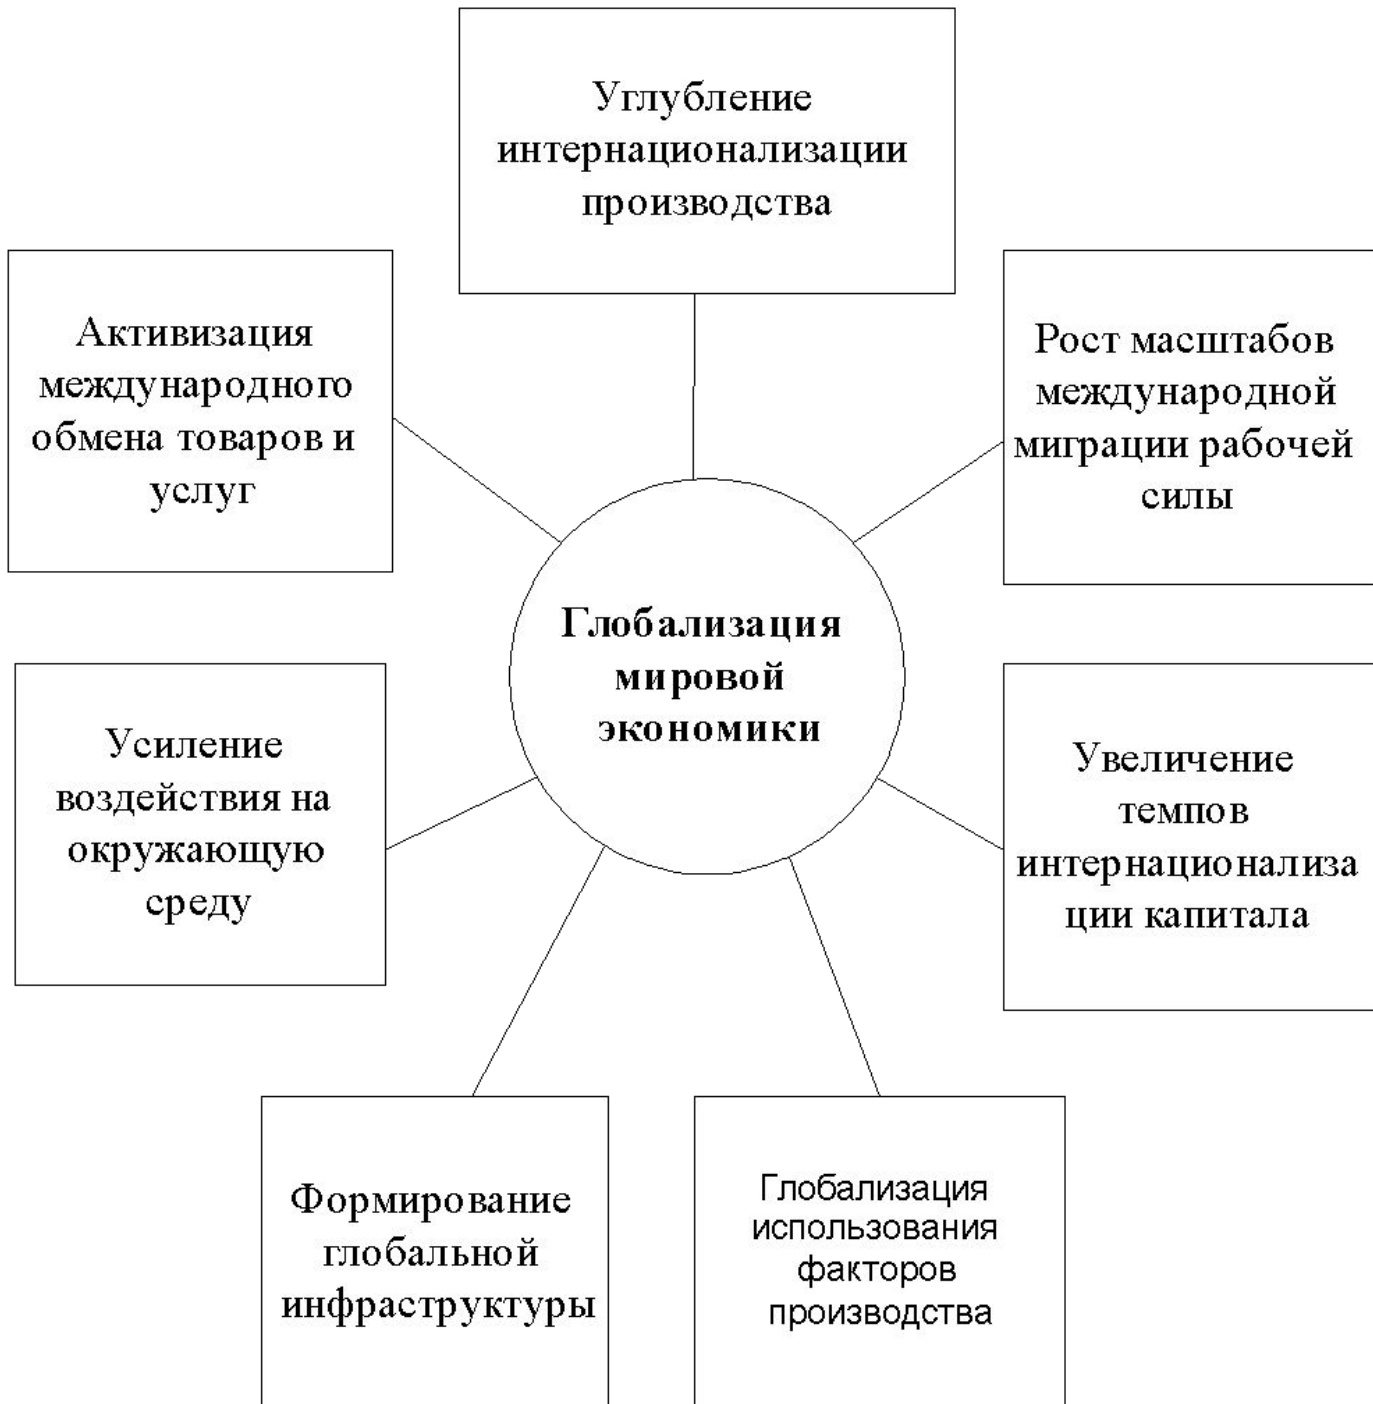 Углубление
интернационализации
производства
Активизация
международного
обмена товаров и
услуг
Рост масштабов
международной
миграции рабочей
силы
Глобализация
мировой
экономики
Усиление
воздействия на
окружающую
среду
Увеличение
темпов
интернационализа
ции капитала
Формирование
глобальной
инфраструктуры
Глобализация
использования
факторов
производства